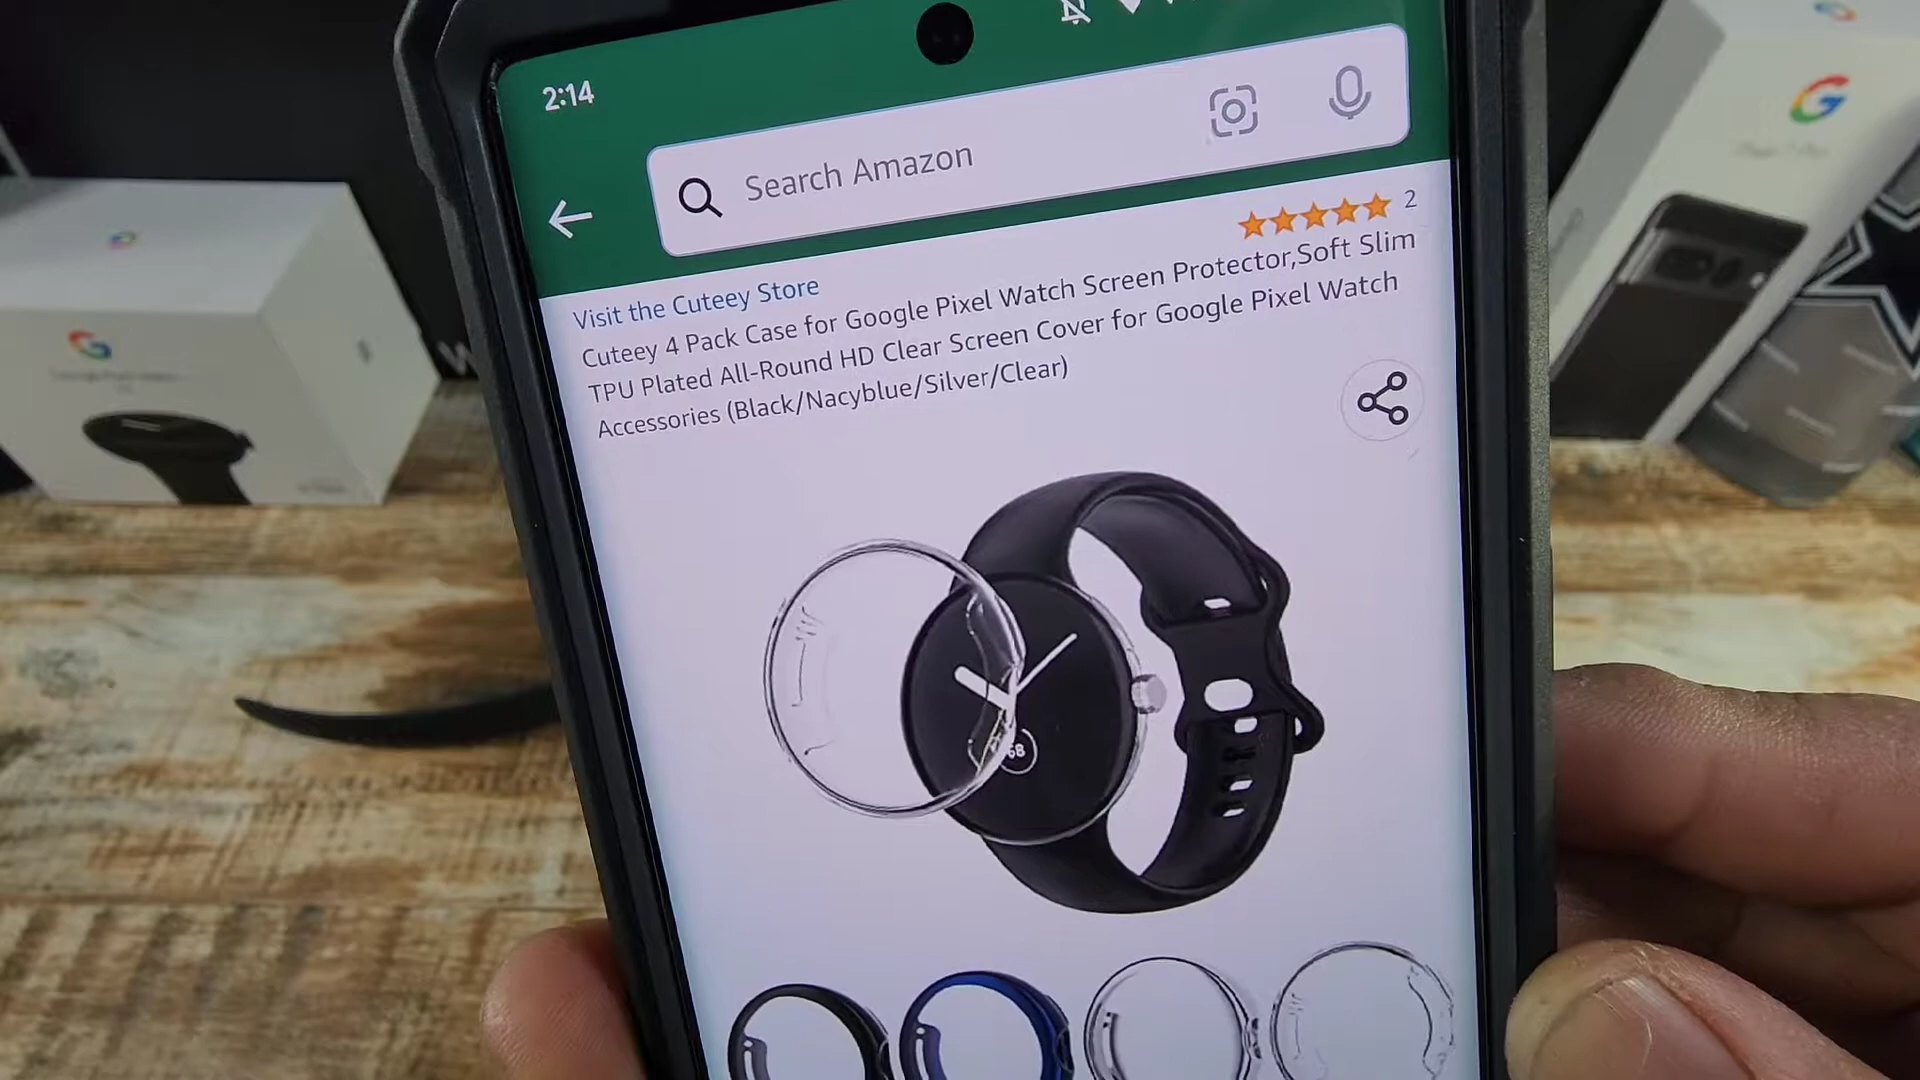 2:14
Search Amazon
2
Visit the Cuteey Store
Cuteey 4 Pack Case for Google Pixel Watch Screen Protector,Soft Slim
TPU Plated All-Round HD Clear Screen Cover for Google Pixel Watch
Accessories (Black/Nacyblue/Silver/Clear)
68
G
G